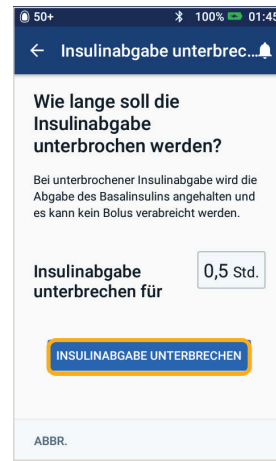 50+ 100% 01:45
Insulinabgabe unterbrec...
Wie lange soll die
Insulinabgabe
unterbrochen werden?
Bei unterbrochener Insulinabgabe wird die
Abgabe des Basalinsulins angehalten und
es kann kein Bolus verabreicht werden.
Insulinabgabe
unterbrechen für
0,5 Std.
INSULINABGABE UNTERBRECHEN
ABBR.